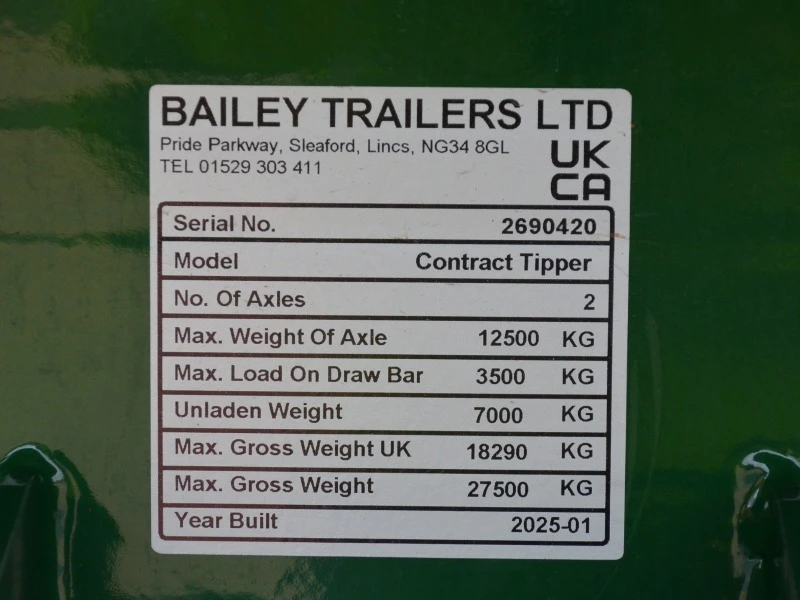 BAILEY TRAILERS LTD
Pride Parkway, Sleaford, Lincs, NG34 8GL
TEL 01529 303 411
UK
CA
Serial No. 2690420
Model Contract Tipper
No. Of Axles 2
Max. Weight Of Axle 12500 KG
Max. Load On Draw Bar 3500 KG
Unladen Weight 7000 KG
Max. Gross Weight UK 18290 KG
Max. Gross Weight 27500 KG
Year Built 2025-01